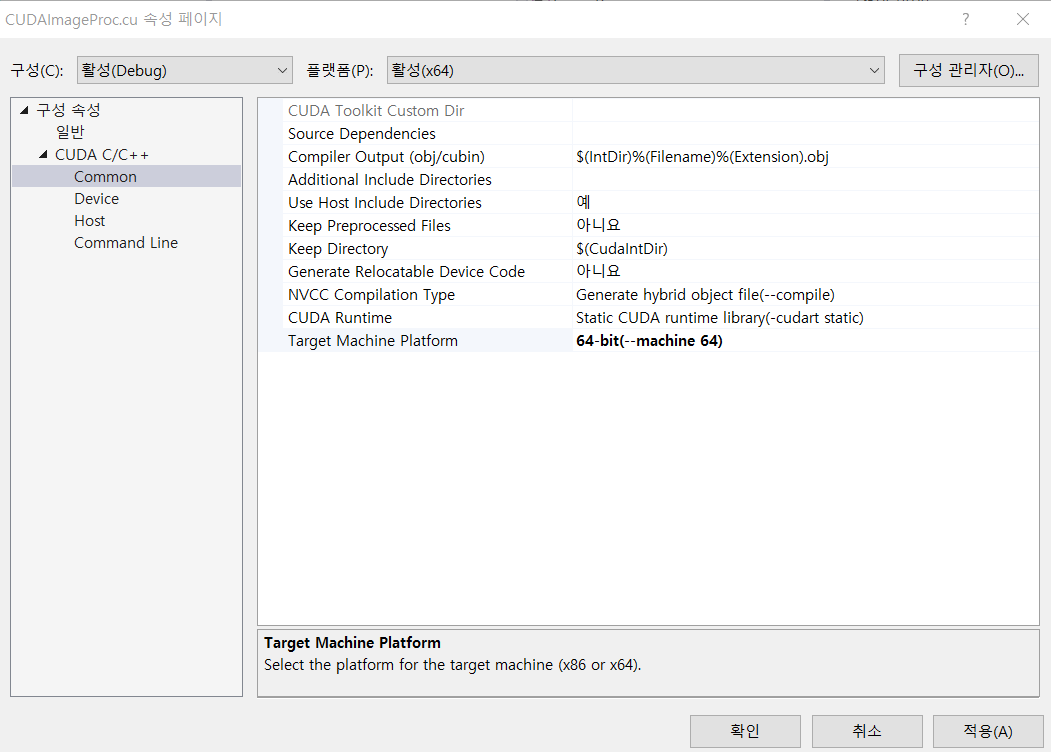 CUDAImageProc.cu 속성 페이지
?
구성(C): 활성(Debug) 플랫폼(P): 활성(x64) 구성 관리자(O)...
구성 속성
일반
CUDA C/C++
Common
Device
Host
Command Line
CUDA Toolkit Custom Dir
Source Dependencies
Compiler Output (obj/cubin) $(IntDir)%(Filename)%(Extension).obj
Additional Include Directories
Use Host Include Directories 예
Keep Preprocessed Files 아니요
Keep Directory $(CudaIntDir)
Generate Relocatable Device Code 아니요
NVCC Compilation Type Generate hybrid object file(--compile)
CUDA Runtime Static CUDA runtime library(-cudart static)
Target Machine Platform 64-bit(--machine 64)
Target Machine Platform
Select the platform for the target machine (x86 or x64).
확인 취소 적용(A)